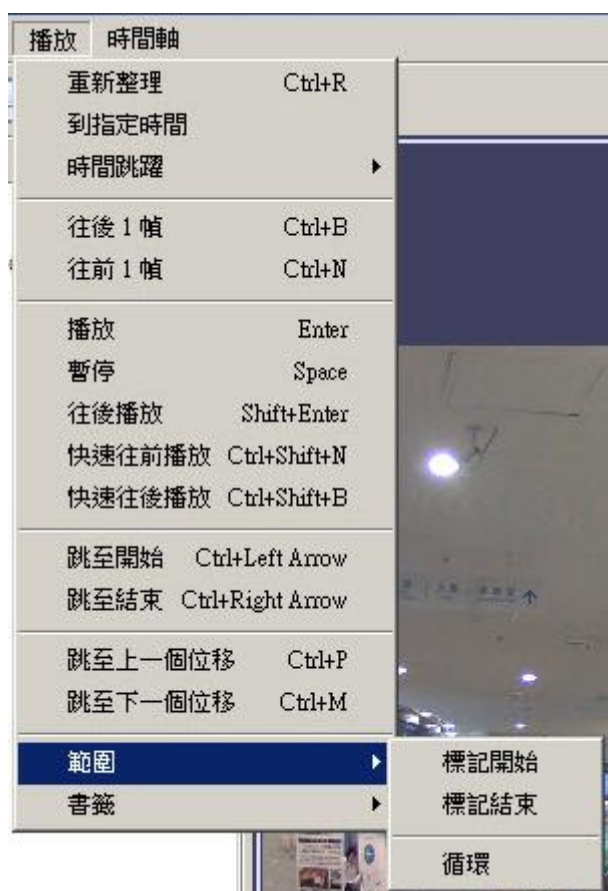 播放 時間軸
重新整理 Ctrl+R
到指定時間
時間跳躍
往後 1 幀 Ctrl+B
往前 1 幀 Ctrl+N
播放 Enter
暫停 Space
往後播放 Shift+Enter
快速往前播放 Ctrl+Shift+N
快速往後播放 Ctrl+Shift+B
跳至開始 Ctrl+Left Arrow
跳至結束 Ctrl+Right Arrow
跳至上一個位移 Ctrl+P
跳至下一個位移 Ctrl+M
範圍
標記開始
書籤
標記結束
循環